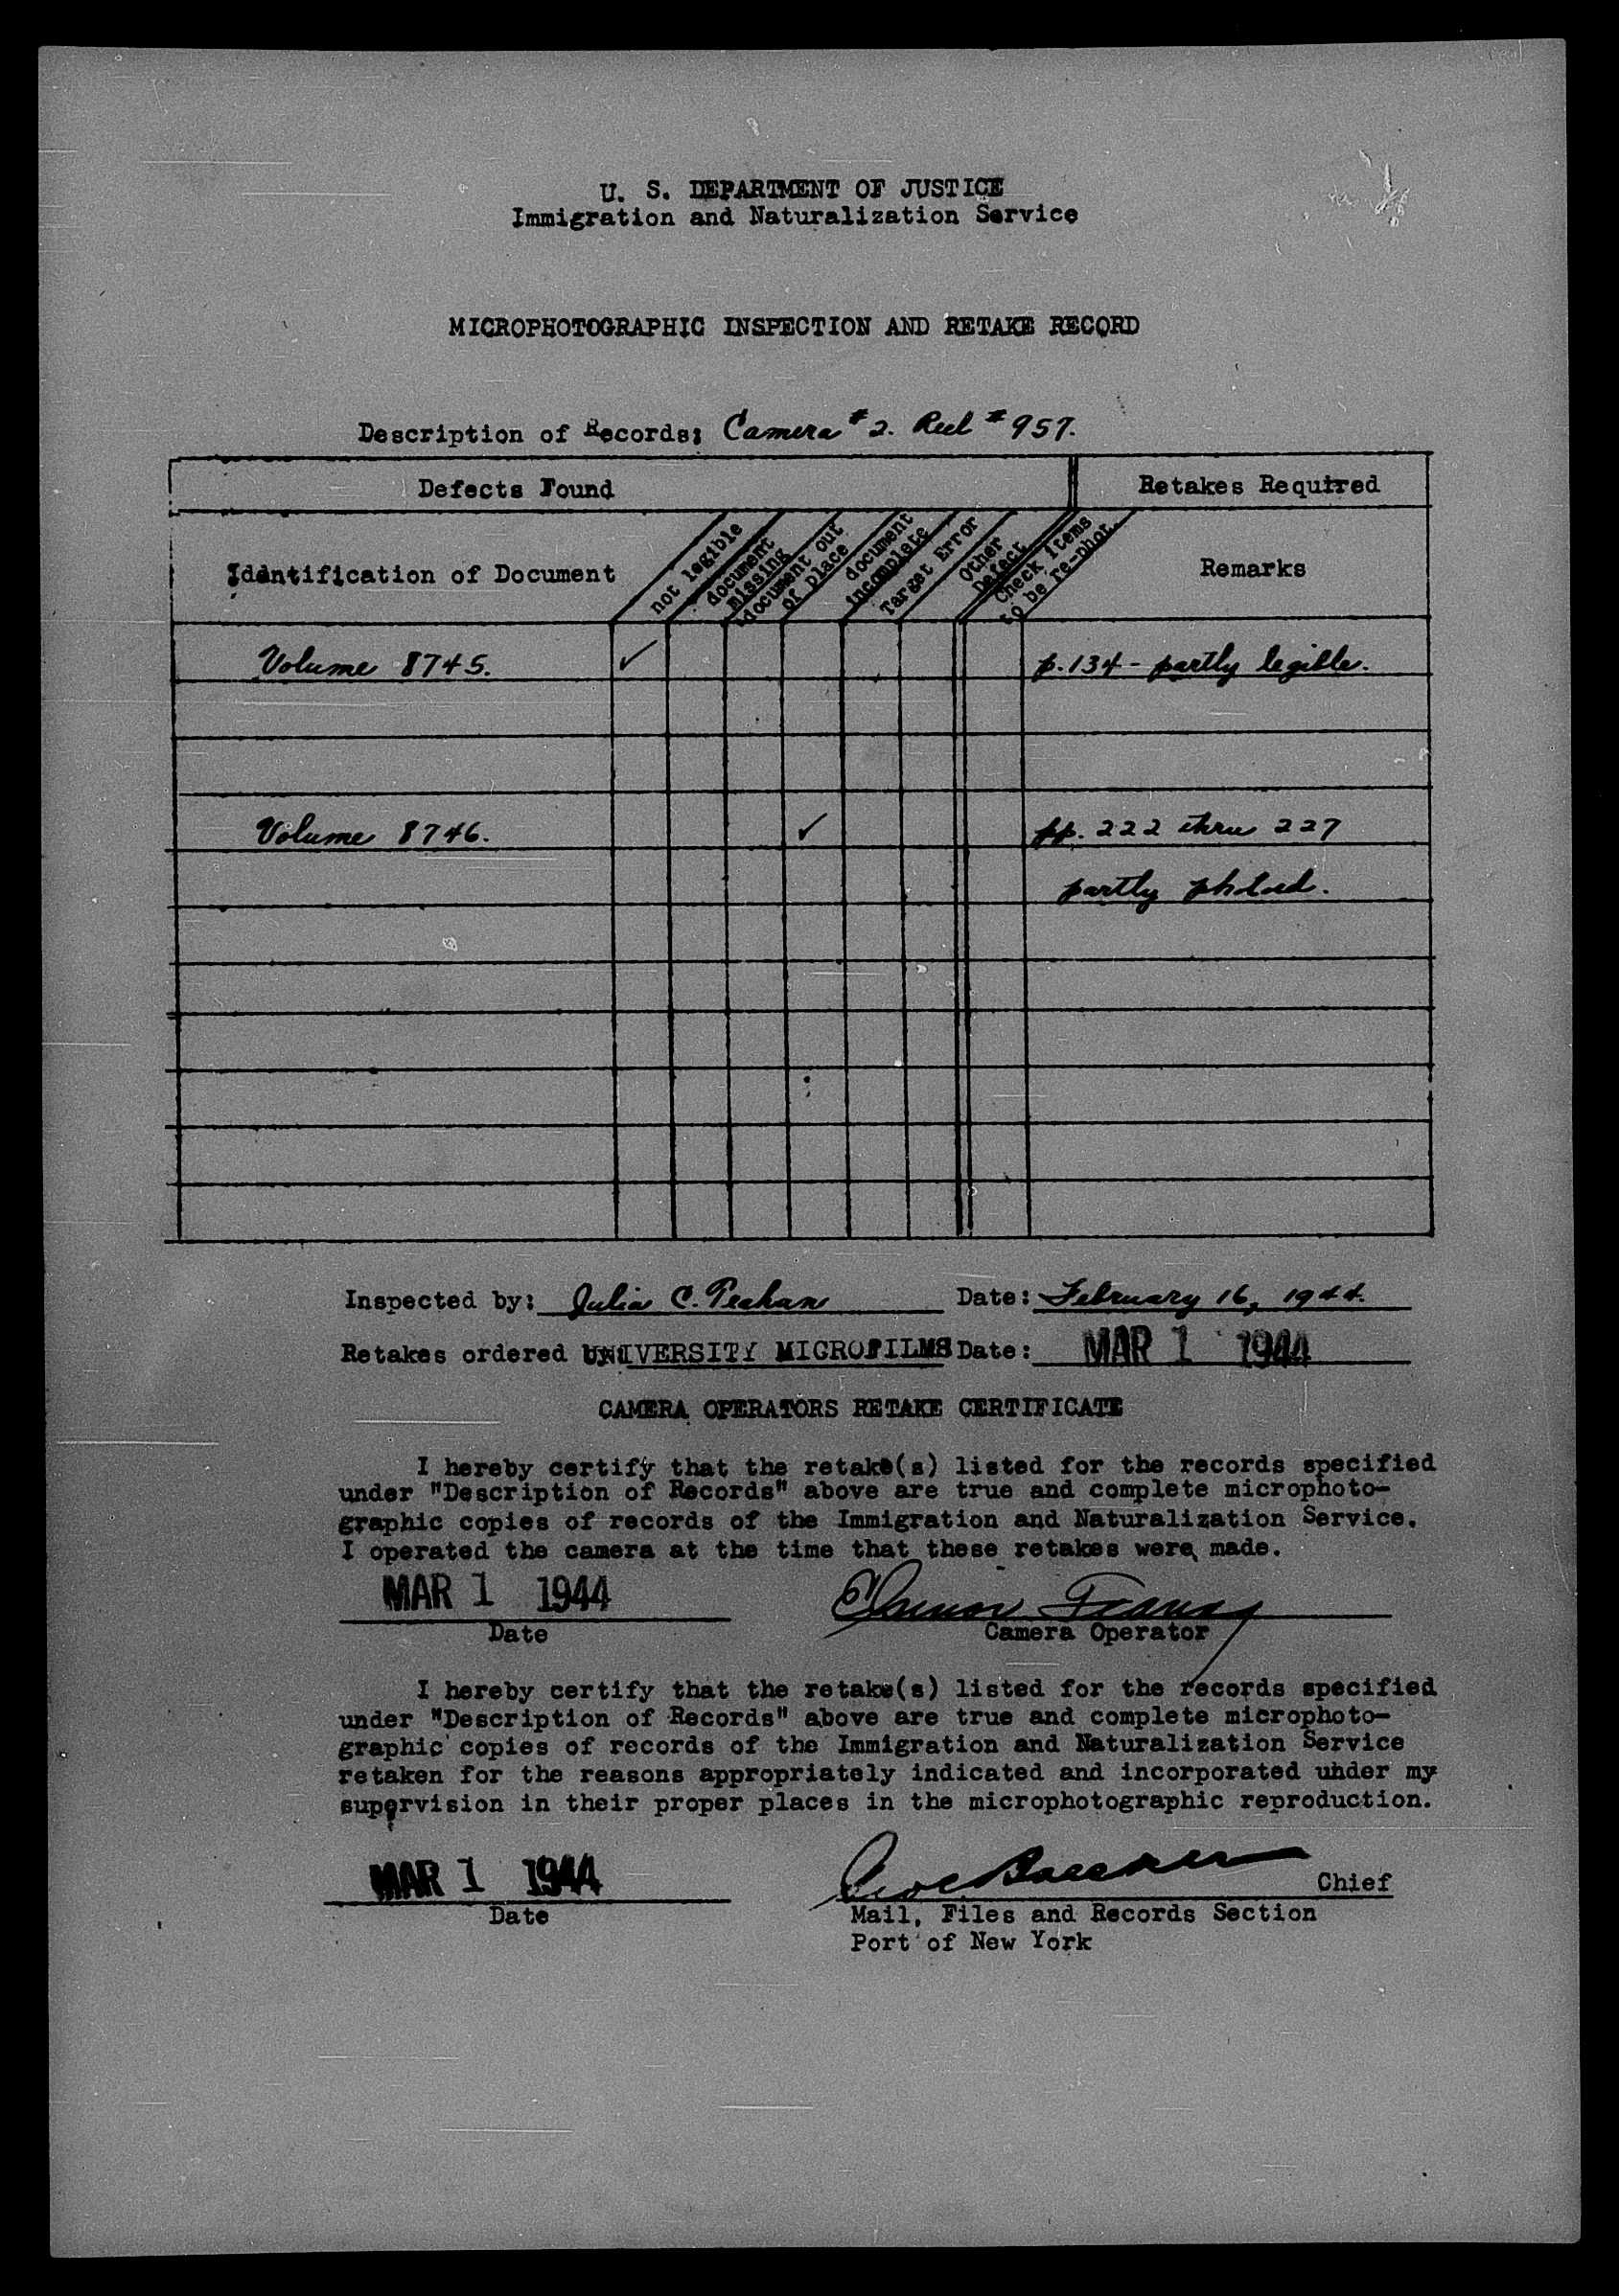 U. S. DEPARTMENT OF JUSTICE
Immigration and Naturalization Service
MICROPHOTOGRAPHIC INSPECTION AND RETAKE RECORD
Description of Records: Camera #2. Reel #957.
Defects Found
Retakes Required
Identification of Document
not legible
document
missing
document out
of place
document
incomplete
Target Error
Other
Defect
Check items
to be re-phot.
Remarks
Volume 8745. ✓ p. 134 - partly legible.
Volume 8746. ✓ pp. 222 thru 227
partly photoed.
Inspected by: Julia C. Date: February 16, 1944.
Retakes ordered UNIVERSITY MICROFILMS Date: MAR 1 1944
CAMERA OPERATORS RETAKE CERTIFICATE
I hereby certify that the retake(s) listed for the records specified
under "Description of Records" above are true and complete microphoto-
graphic copies of records of the Immigration and Naturalization Service.
I operated the camera at the time that these retakes were made.
MAR 1 1944
Date
Camera Operator
I hereby certify that the retake(s) listed for the records specified
under "Description of Records" above are true and complete microphoto-
graphic copies of records of the Immigration and Naturalization Service
retaken for the reasons appropriately indicated and incorporated under my
supervision in their proper places in the microphotographic reproduction.
MAR 1 1944
Chief
Date
Mail, Files and Records Section
Port of New York